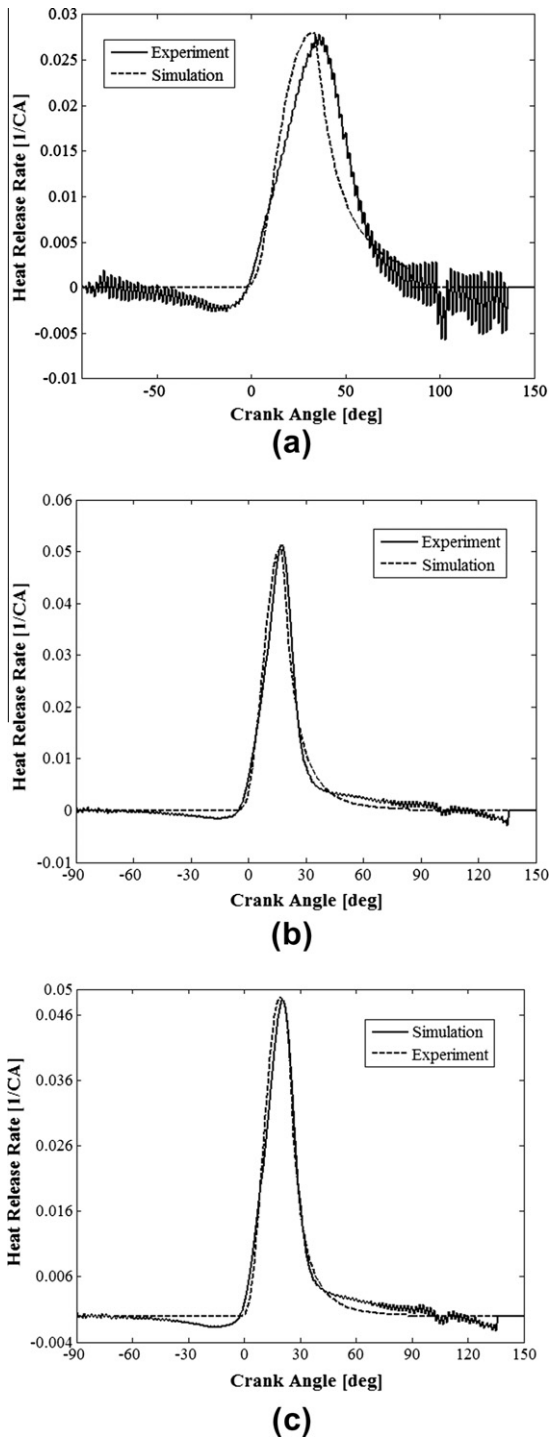 0.03
Experiment
Simulation
0.025
0.02
0.015
0.01
0.005
0
-0.005
-0.01
Heat Release Rate [1/CA]
-50 0 50 100 150
Crank Angle [deg]
(a)
0.06
Experiment
Simulation
0.05
0.04
0.03
0.02
0.01
0
-0.01
Heat Release Rate [1/CA]
-90 -60 -30 0 30 60 90 120 150
Crank Angle [deg]
(b)
0.05
0.046
Simulation
Experiment
0.036
0.026
0.016
0.006
-0.004
Heat Release Rate [1/CA]
-90 -60 -30 0 30 60 90 120 150
Crank Angle [deg]
(c)